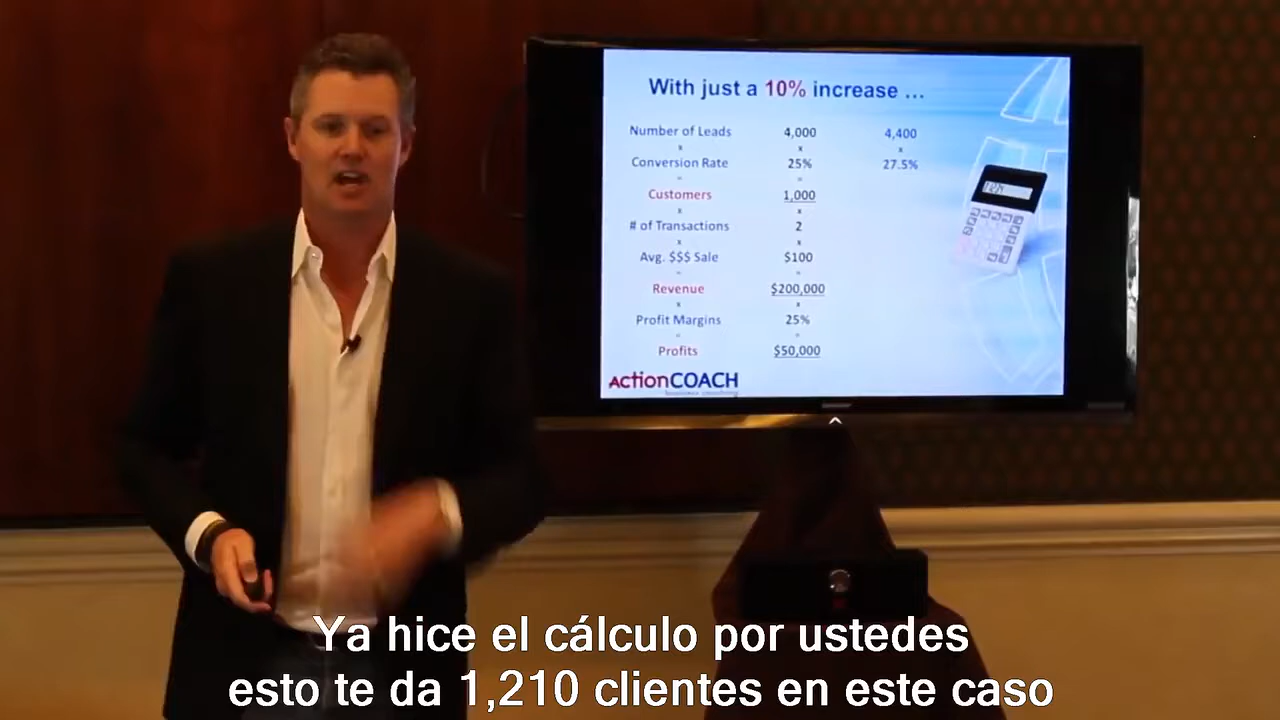 With just a 10% increase ...
Number of Leads 4,000 4,400
x x x
Conversion Rate 25% 27.5%
= =
Customers 1,000
x x
# of Transactions 2
x x
Avg. $$$ Sale $100
= =
Revenue $200,000
x x
Profit Margins 25%
= =
Profits $50,000
ActionCOACH
business coaching
Ya hice el cálculo por ustedes
esto te da 1,210 clientes en este caso